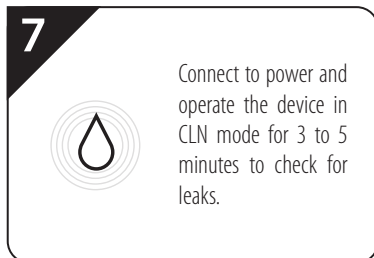 7
Connect to power and
operate the device in
CLN mode for 3 to 5
minutes to check for
leaks.